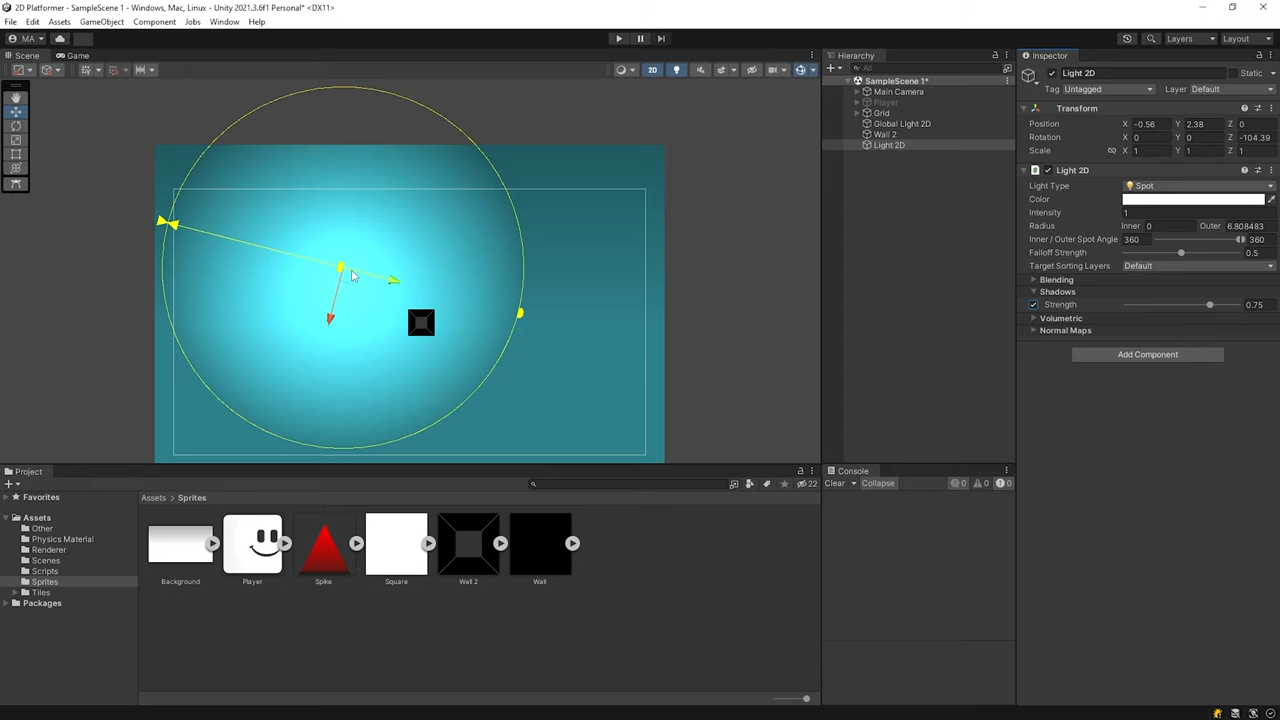 2D Platformer - SampleScene 1 - Windows, Mac, Linux - Unity 2021.3.6f1 Personal* <DX11>
File Edit Assets GameObject Component Jobs Window Help
MA Layers Layout
Scene Game Hierarchy Inspector
2D All
SampleScene 1*
Main Camera
Player
Grid
Global Light 2D
Wall 2
Light 2D
Light 2D Static
Tag Untagged Layer Default
Transform
Position X -0.56 Y 2.38 Z 0
Rotation X 0 Y 0 Z -104.39
Scale X 1 Y 1 Z 1
Light 2D
Light Type Spot
Color
Intensity 1
Radius Inner 0 Outer 6.808483
Inner / Outer Spot Angle 360 360
Falloff Strength 0.5
Target Sorting Layers Default
Blending
Shadows
Strength 0.75
Volumetric
Normal Maps
Add Component
Project
22
Favorites
Assets
Other
Physics Material
Renderer
Scenes
Scripts
Sprites
Tiles
Packages
Assets > Sprites
Background Player Spike Square Wall 2 Wall
Console
Clear Collapse 0 0 0